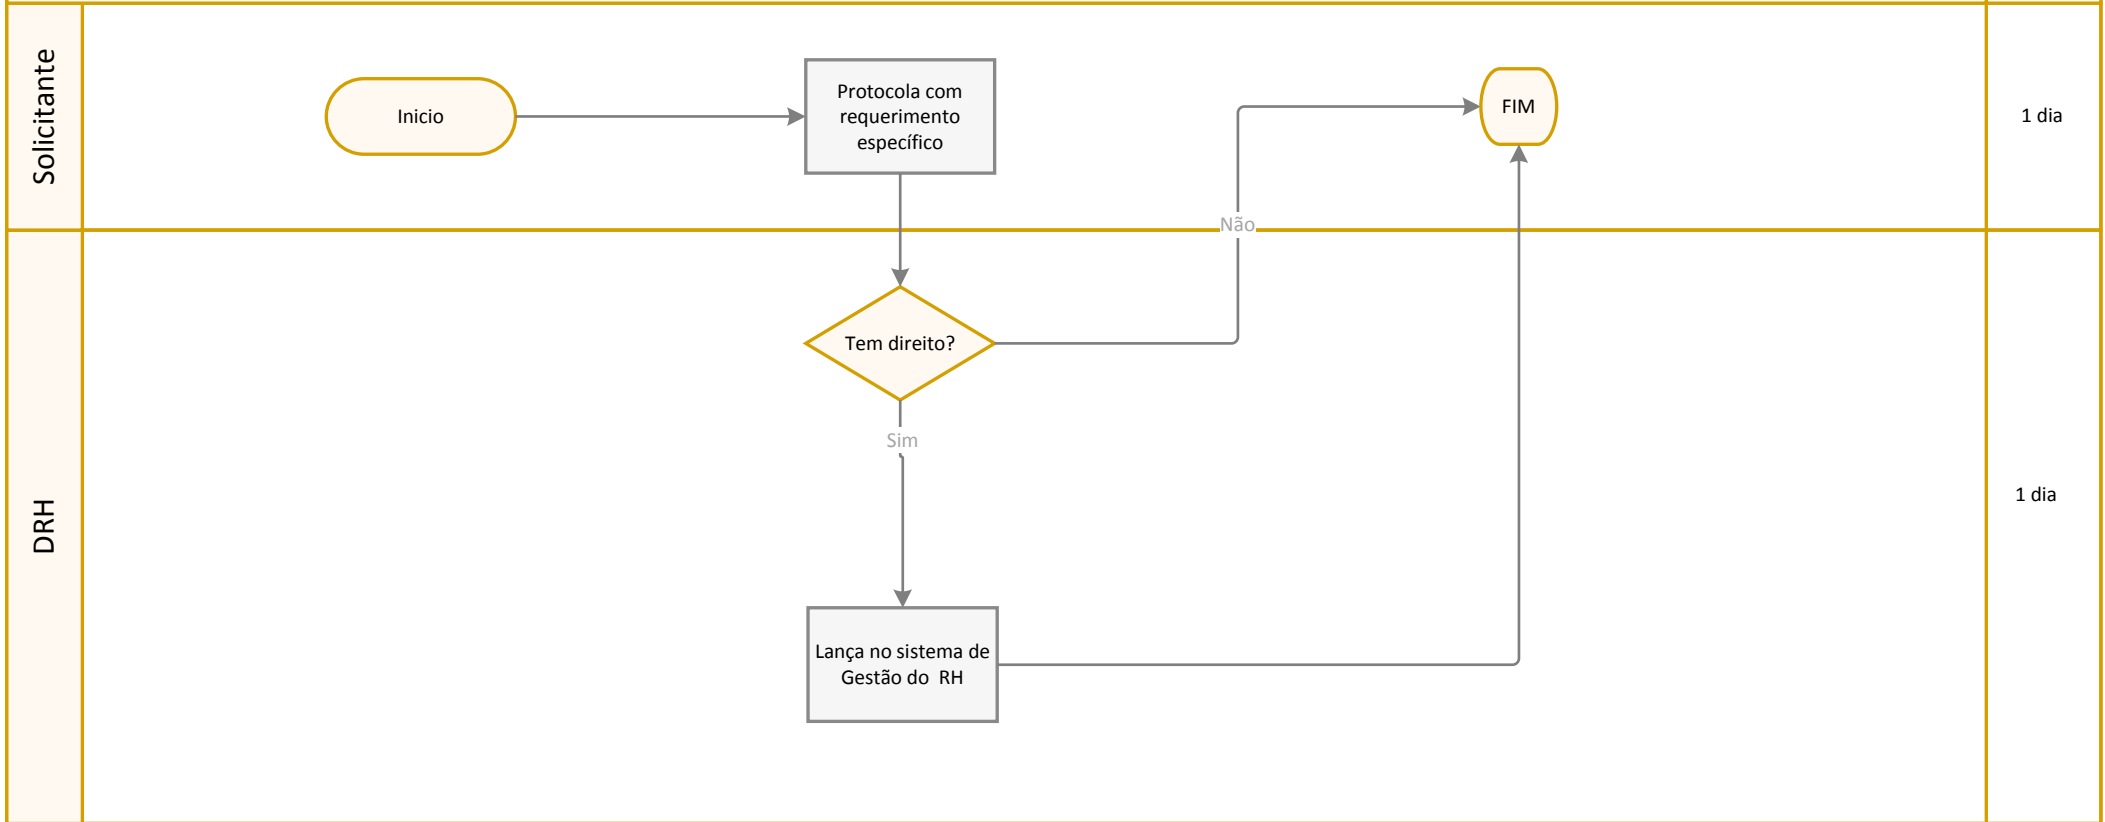 Solicitante
Inicio
Protocola com
requerimento
específico
FIM
1 dia
Não
DRH
Tem direito?
Sim
1 dia
Lança no sistema de
Gestão do  RH